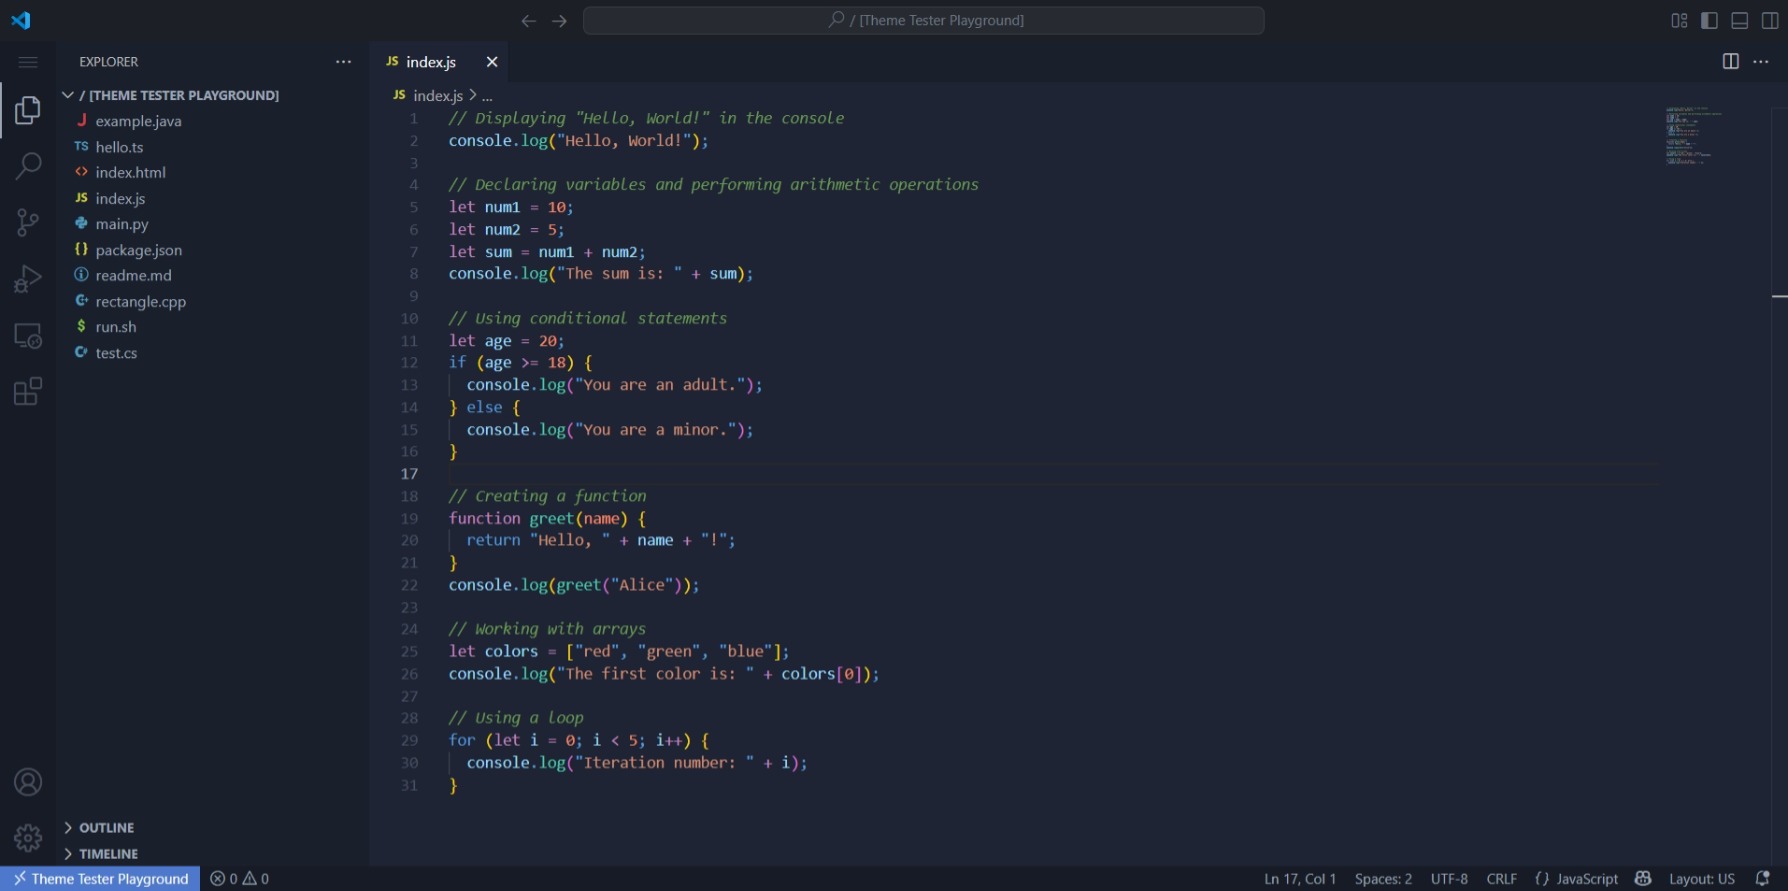 / [Theme Tester Playground]
EXPLORER
/ [THEME TESTER PLAYGROUND]
J example.java
TS hello.ts
<> index.html
JS index.js
main.py
{} package.json
readme.md
rectangle.cpp
$ run.sh
test.cs
OUTLINE
TIMELINE
JS index.js
JS index.js > ...
1 // Displaying "Hello, World!" in the console
2 console.log("Hello, World!");
3
4 // Declaring variables and performing arithmetic operations
5 let num1 = 10;
6 let num2 = 5;
7 let sum = num1 + num2;
8 console.log("The sum is: " + sum);
9
10 // Using conditional statements
11 let age = 20;
12 if (age >= 18) {
13   console.log("You are an adult.");
14 } else {
15   console.log("You are a minor.");
16 }
17
18 // Creating a function
19 function greet(name) {
20   return "Hello, " + name + "!";
21 }
22 console.log(greet("Alice"));
23
24 // Working with arrays
25 let colors = ["red", "green", "blue"];
26 console.log("The first color is: " + colors[0]);
27
28 // Using a loop
29 for (let i = 0; i < 5; i++) {
30   console.log("Iteration number: " + i);
31 }
Theme Tester Playground 0 0 Ln 17, Col 1 Spaces: 2 UTF-8 CRLF {} JavaScript Layout: US